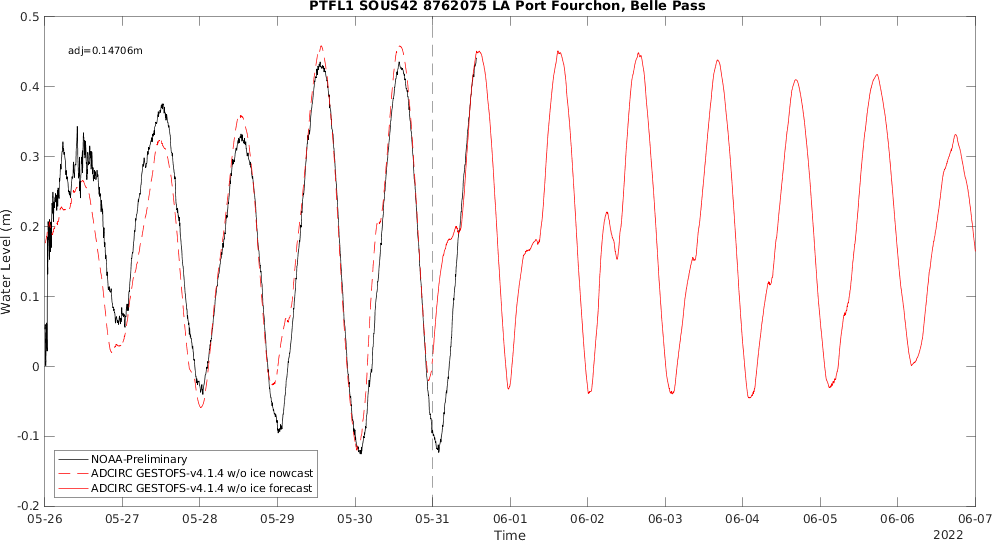 PTFL1 SOUS42 8762075 LA Port Fourchon, Belle Pass
adj=0.14706m
0.5
0.4
0.3
0.2
0.1
0
-0.1
-0.2
Water Level (m)
NOAA-Preliminary
ADCIRC GESTOFS-v4.1.4 w/o ice nowcast
ADCIRC GESTOFS-v4.1.4 w/o ice forecast
05-26 05-27 05-28 05-29 05-30 05-31 06-01 06-02 06-03 06-04 06-05 06-06 06-07
Time
2022